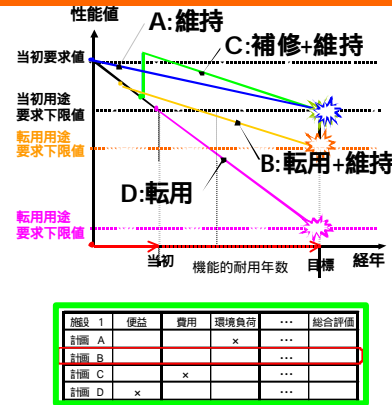 性能値
A:維持
C:補修+維持
当初要求値
当初用途
要求下限値
転用用途
要求下限値
B:転用+維持
D:転用
転用用途
要求下限値
当初
機能的耐用年数
目標
経年
施設 1 便益 費用 環境負荷 … 総合評価
計画 A × …
計画 B …
計画 C × …
計画 D × …